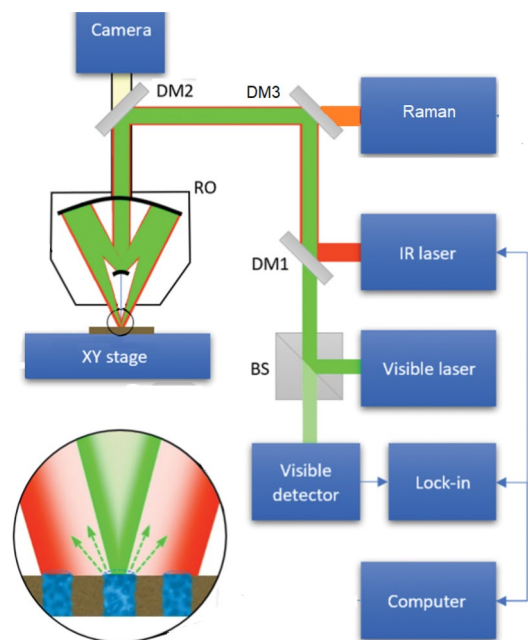 Camera
DM2
DM3
Raman
RO
DM1
IR laser
XY stage
BS
Visible laser
Visible
detector
Lock-in
Computer